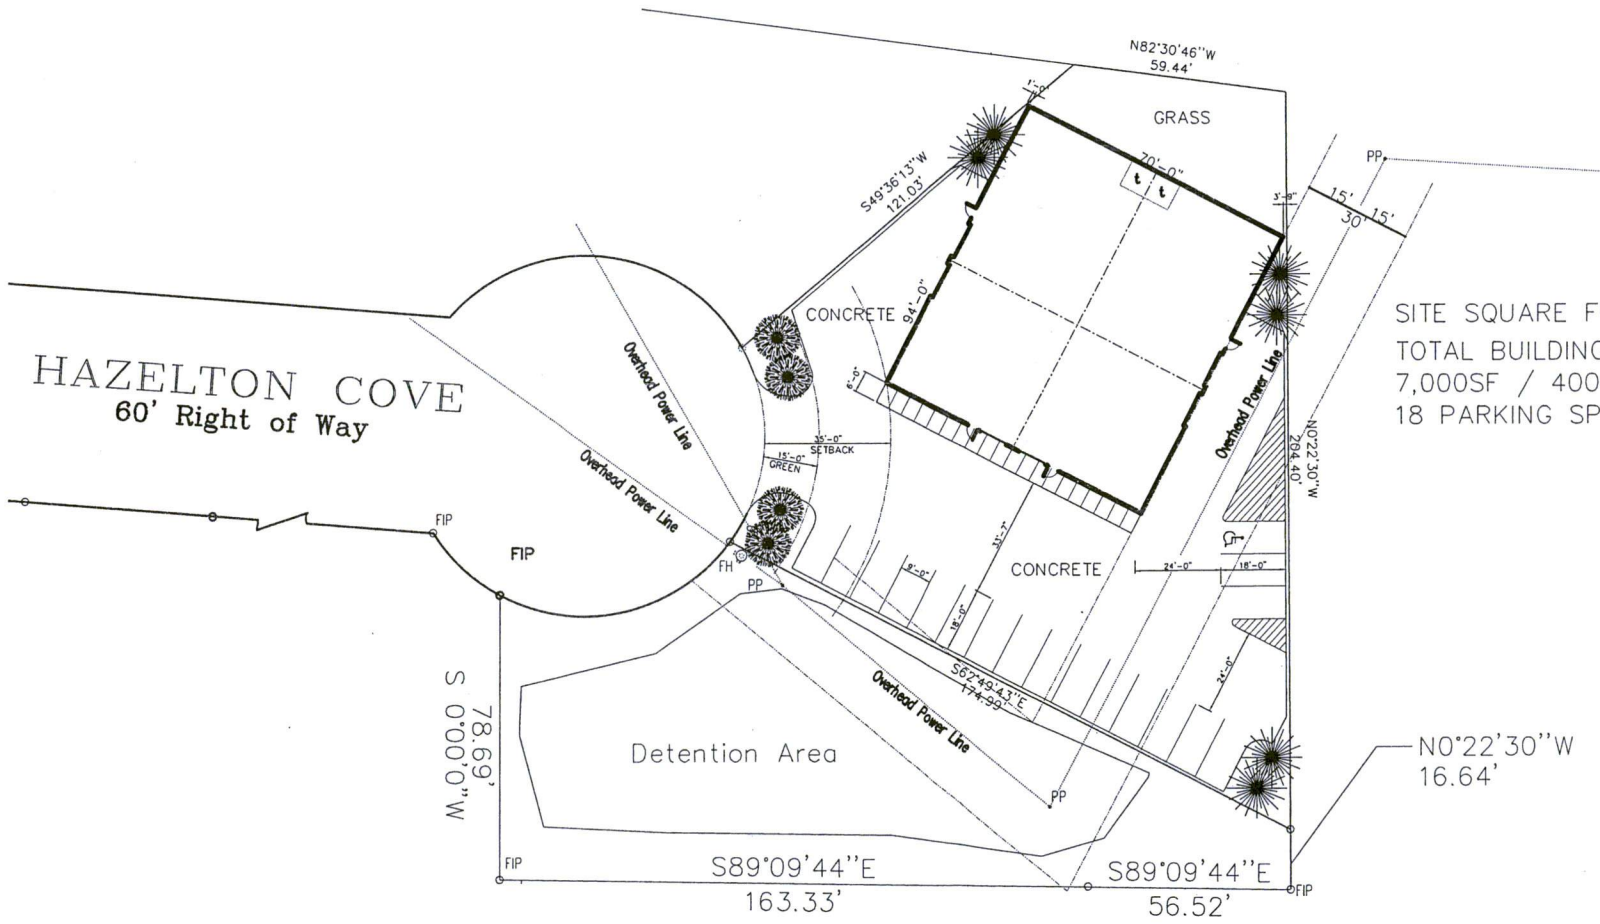 N82°30'46"W
59.44'
1'-0"
GRASS
70'-0"
t t
PP
S49°36'13"W
121.03'
3'-9"
15' 15'
30'
CONCRETE
94'-0"
SITE SQUARE F
TOTAL BUILDING
7,000SF / 400
18 PARKING SP
HAZELTON COVE
60' Right of Way
Overhead Power Line
Overhead Power Line
Overhead Power Line
6'-0"
35'-0"
SETBACK
15'-0"
GREEN
N0°22'30"W
204.40'
FIP
FIP
FH
PP
9'-0"
33'-7"
CONCRETE
24'-0"
18'-0"
18'-0"
24'-0"
S62°49'43"E
174.99'
Overhead Power Line
S 0°00'0"W
78.69'
Detention Area
PP
N0°22'30"W
16.64'
FIP
S89°09'44"E
163.33'
S89°09'44"E
56.52'
FIP